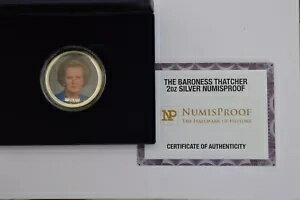 THE BARONESS THATCHER
2oz SILVER NUMISPROOF
NP
NUMISPROOF
THE HALLMARK OF HISTORY
CERTIFICATE OF AUTHENTICITY